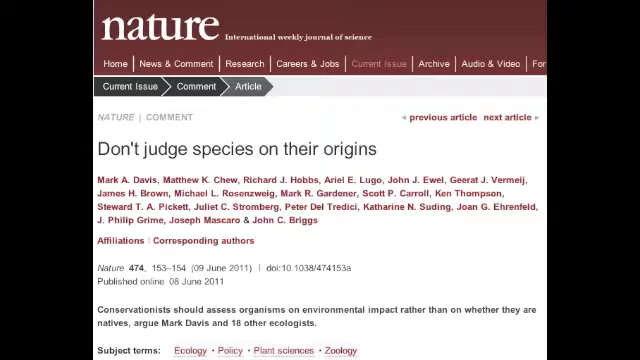 nature International weekly journal of science
Home News & Comment Research Careers & Jobs Current Issue Archive Audio & Video For
Current Issue Comment Article
NATURE | COMMENT previous article next article
Don't judge species on their origins
Mark A. Davis, Matthew K. Chew, Richard J. Hobbs, Ariel E. Lugo, John J. Ewel, Geerat J. Vermeij,
James H. Brown, Michael L. Rosenzweig, Mark R. Gardener, Scott P. Carroll, Ken Thompson,
Steward T. A. Pickett, Juliet C. Stromberg, Peter Del Tredici, Katharine N. Suding, Joan G. Ehrenfeld,
J. Philip Grime, Joseph Mascaro & John C. Briggs
Affiliations | Corresponding authors
Nature 474, 153–154 (09 June 2011) | doi:10.1038/474153a
Published online 08 June 2011
Conservationists should assess organisms on environmental impact rather than on whether they are
natives, argue Mark Davis and 18 other ecologists.
Subject terms: Ecology • Policy • Plant sciences • Zoology